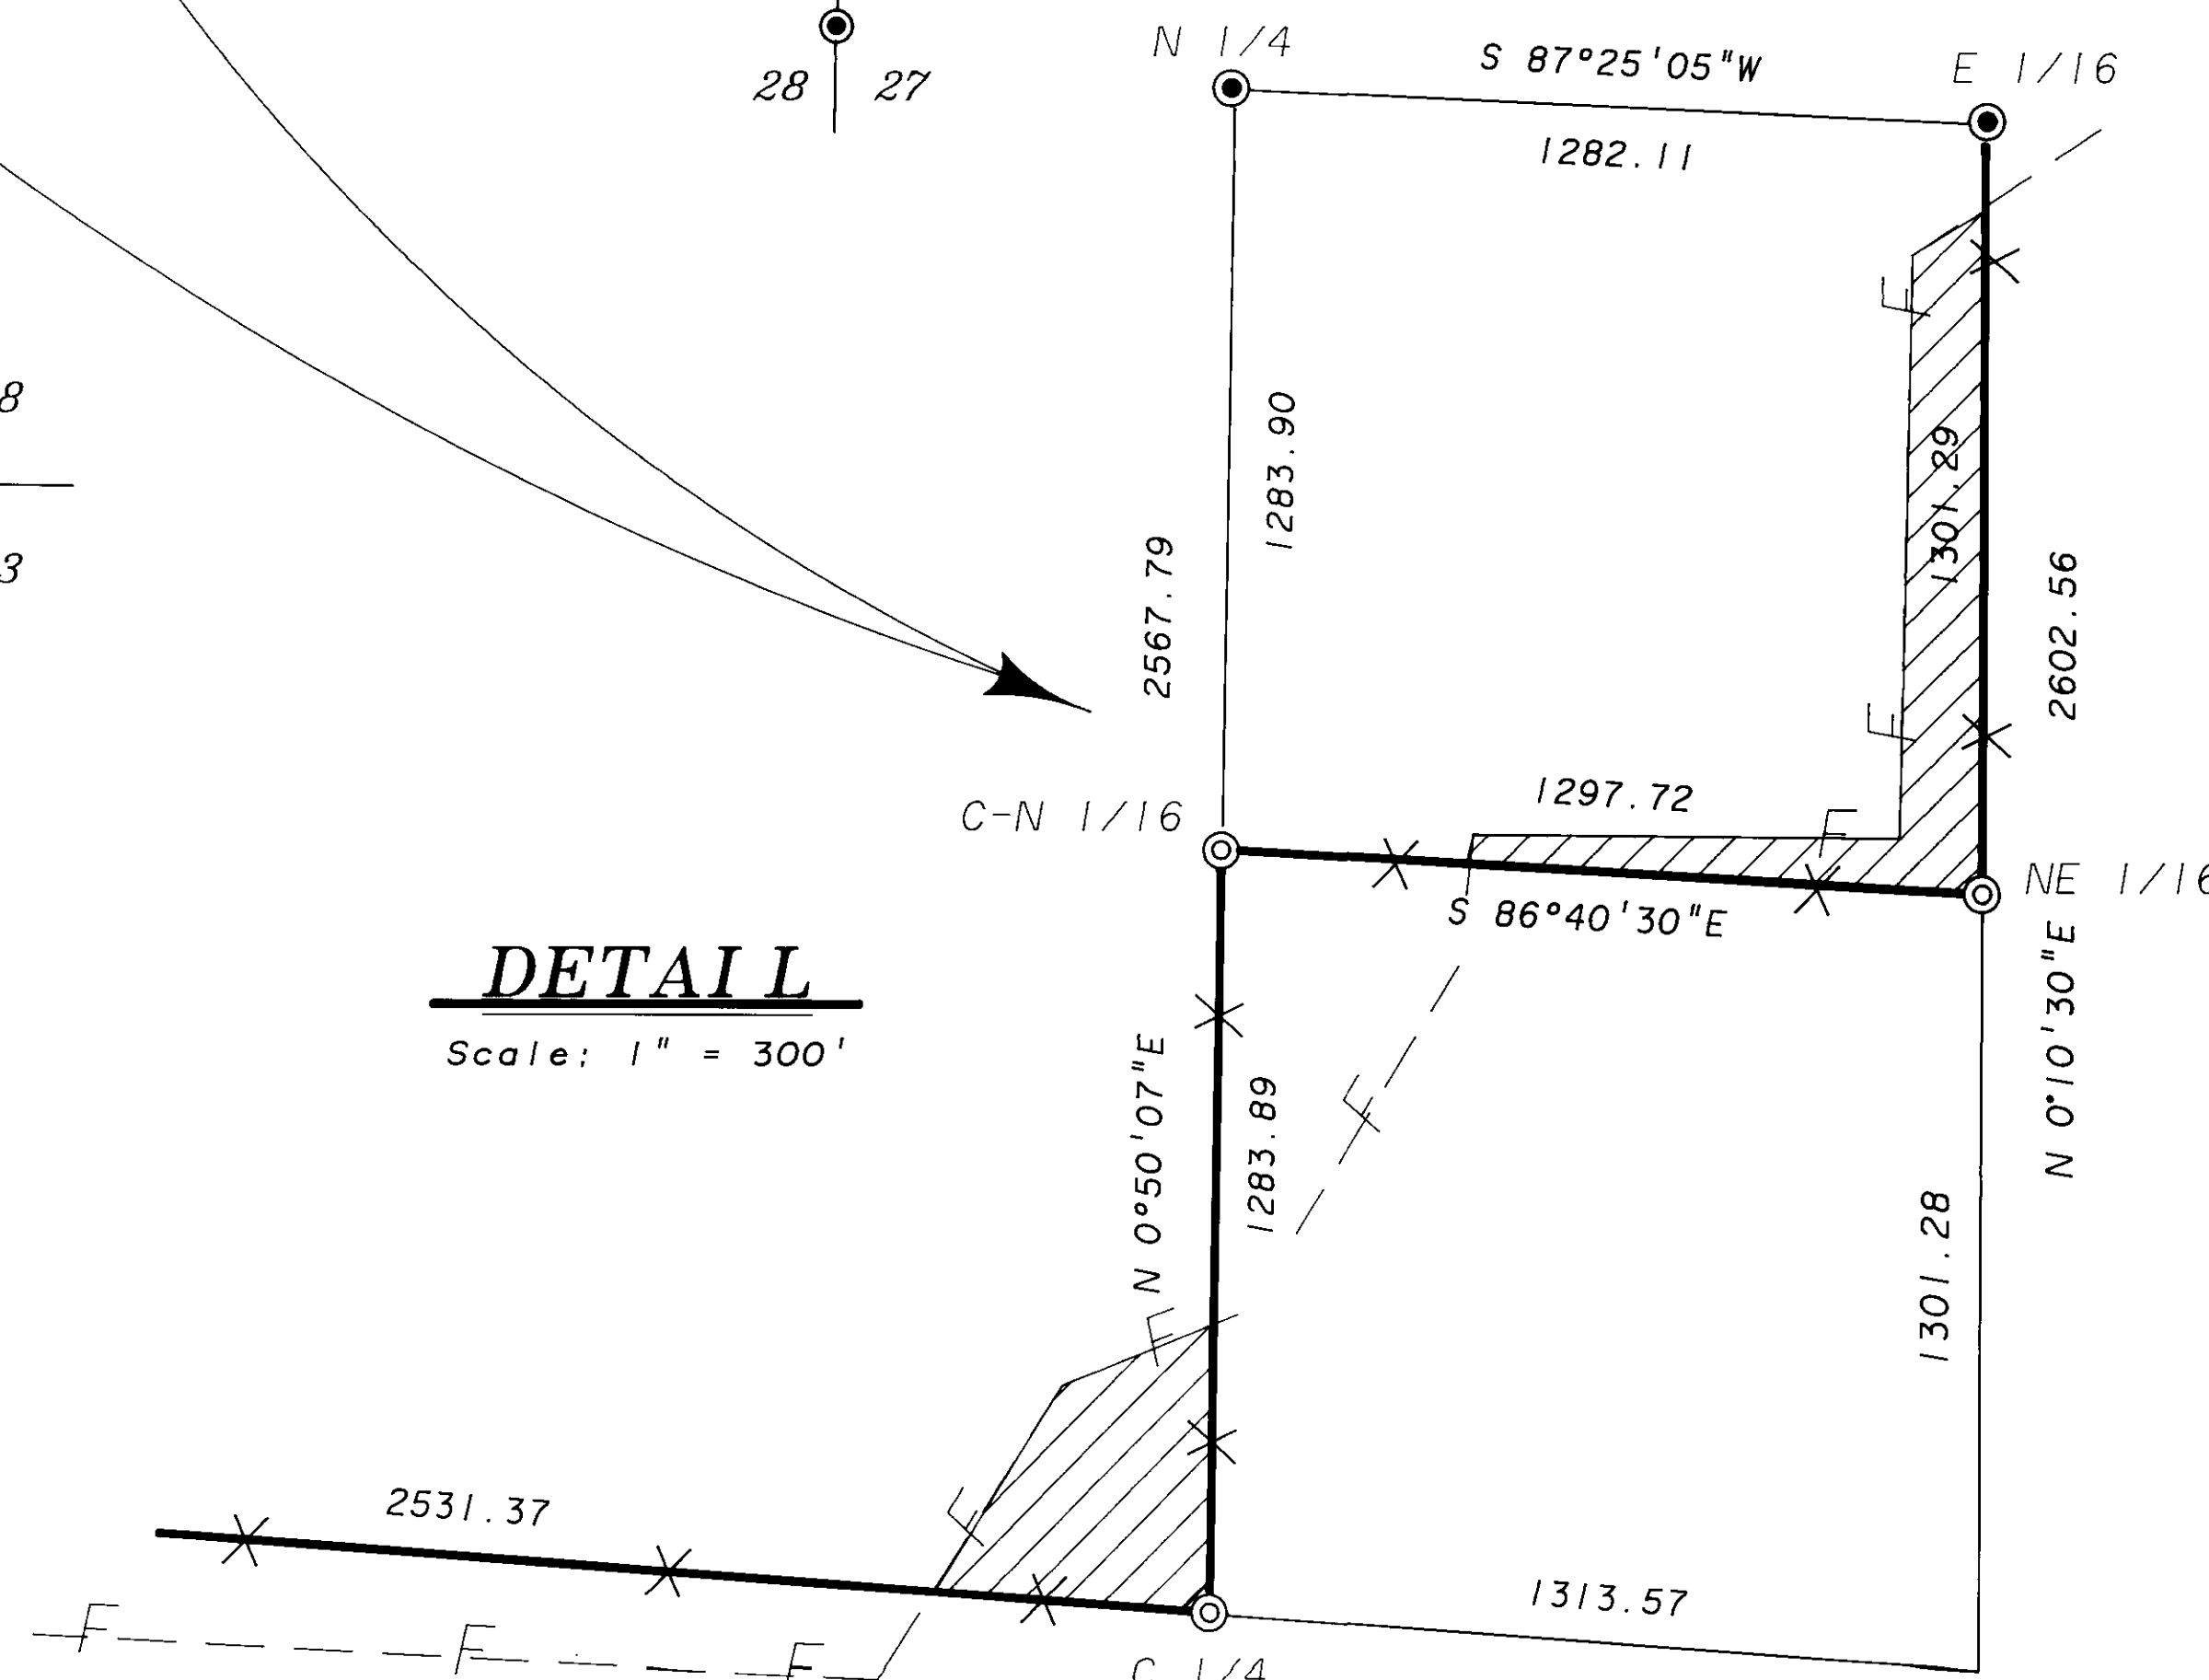 N 1/4
S 87°25'05"W
E 1/16
28 27
1282.11
8
1283.90
1301.29
3
2567.79
2602.56
1297.72
C-N 1/16
F
F
F
NE 1/16
S 86°40'30"E
DETAIL
Scale; 1" = 300'
N 0°10'30"E
N 0°50'07"E
1283.89
F
1301.28
F
F
2531.37
1313.57
F F F
C 1/4